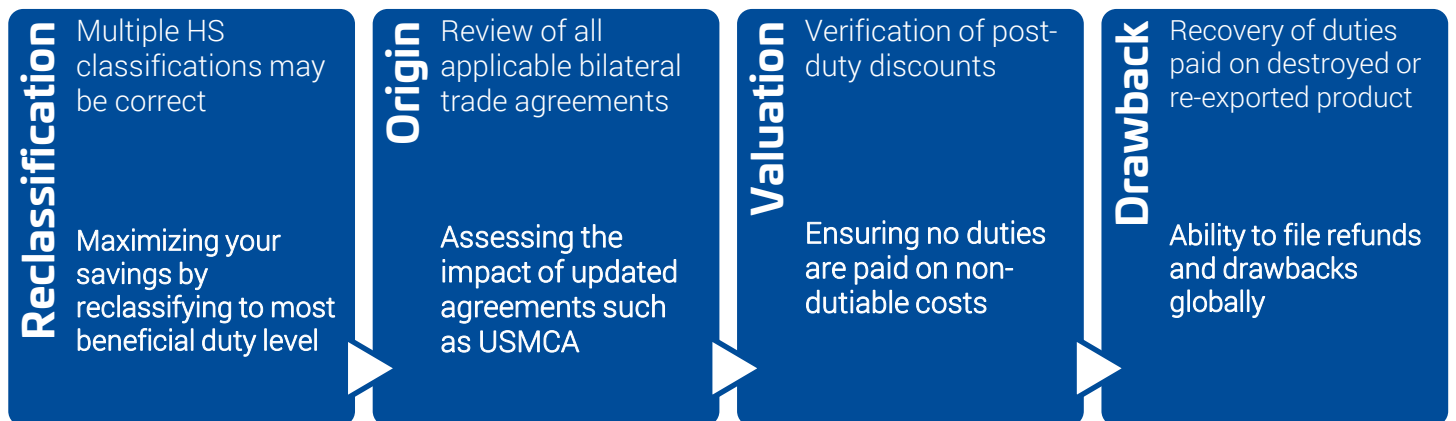 Reclassification
Multiple HS
classifications may
be correct
Maximizing your
savings by
reclassifying to most
beneficial duty level
Origin
Review of all
applicable bilateral
trade agreements
Assessing the
impact of updated
agreements such
as USMCA
Valuation
Verification of post-
duty discounts
Ensuring no duties
are paid on non-
dutiable costs
Drawback
Recovery of duties
paid on destroyed or
re-exported product
Ability to file refunds
and drawbacks
globally